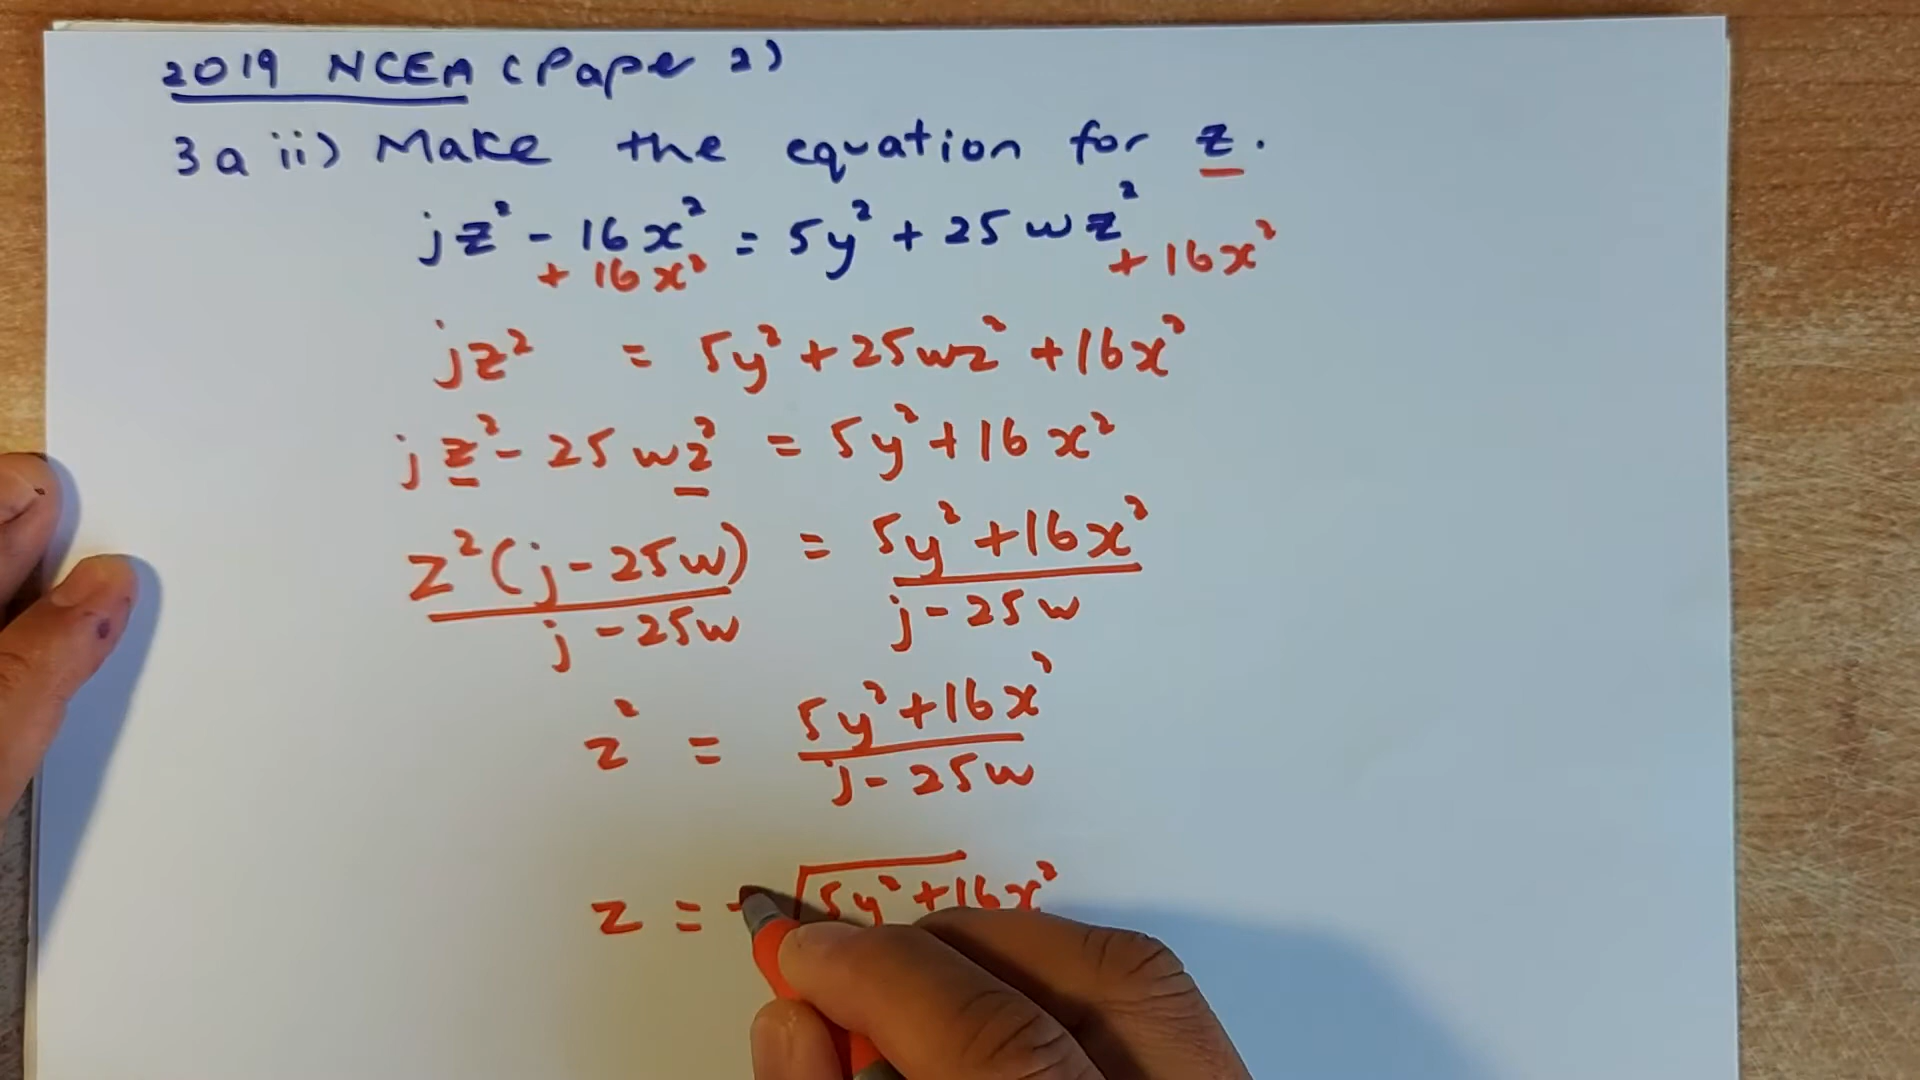 2019 NCEA (Paper 2)
3a ii) Make the equation for z.
jz² - 16x² = 5y² + 25wz²
+ 16x² + 16x²
jz² = 5y² + 25wz² + 16x²
jz² - 25wz² = 5y² + 16x²
z²(j - 25w) = 5y² + 16x²
j - 25w j - 25w
z² = 5y² + 16x²
j - 25w
z = √5y² + 16x²